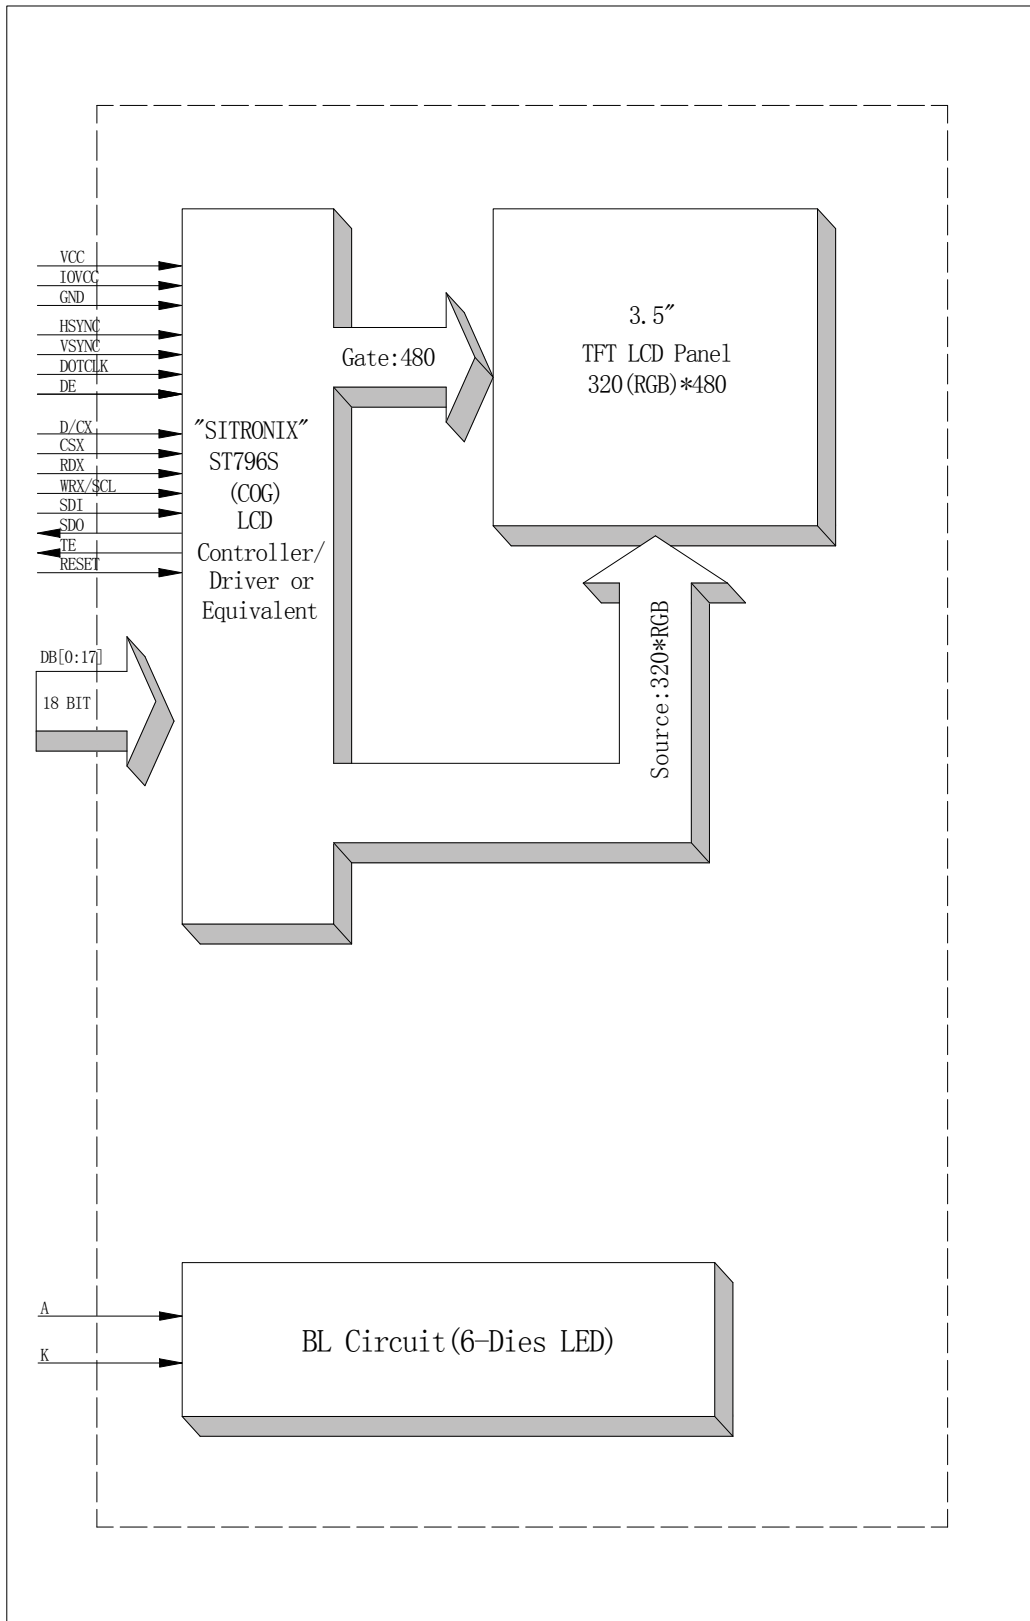 VCC
IOVCC
GND
HSYNC
VSYNC
DOTCLK
DE
D/CX
CSX
RDX
WRX/SCL
SDI
SDO
TE
RESET
DB[0:17]
18 BIT
"SITRONIX"
ST796S
(COG)
LCD
Controller/
Driver or
Equivalent
Gate:480
3.5"
TFT LCD Panel
320(RGB)*480
Source:320*RGB
A
K
BL Circuit(6-Dies LED)